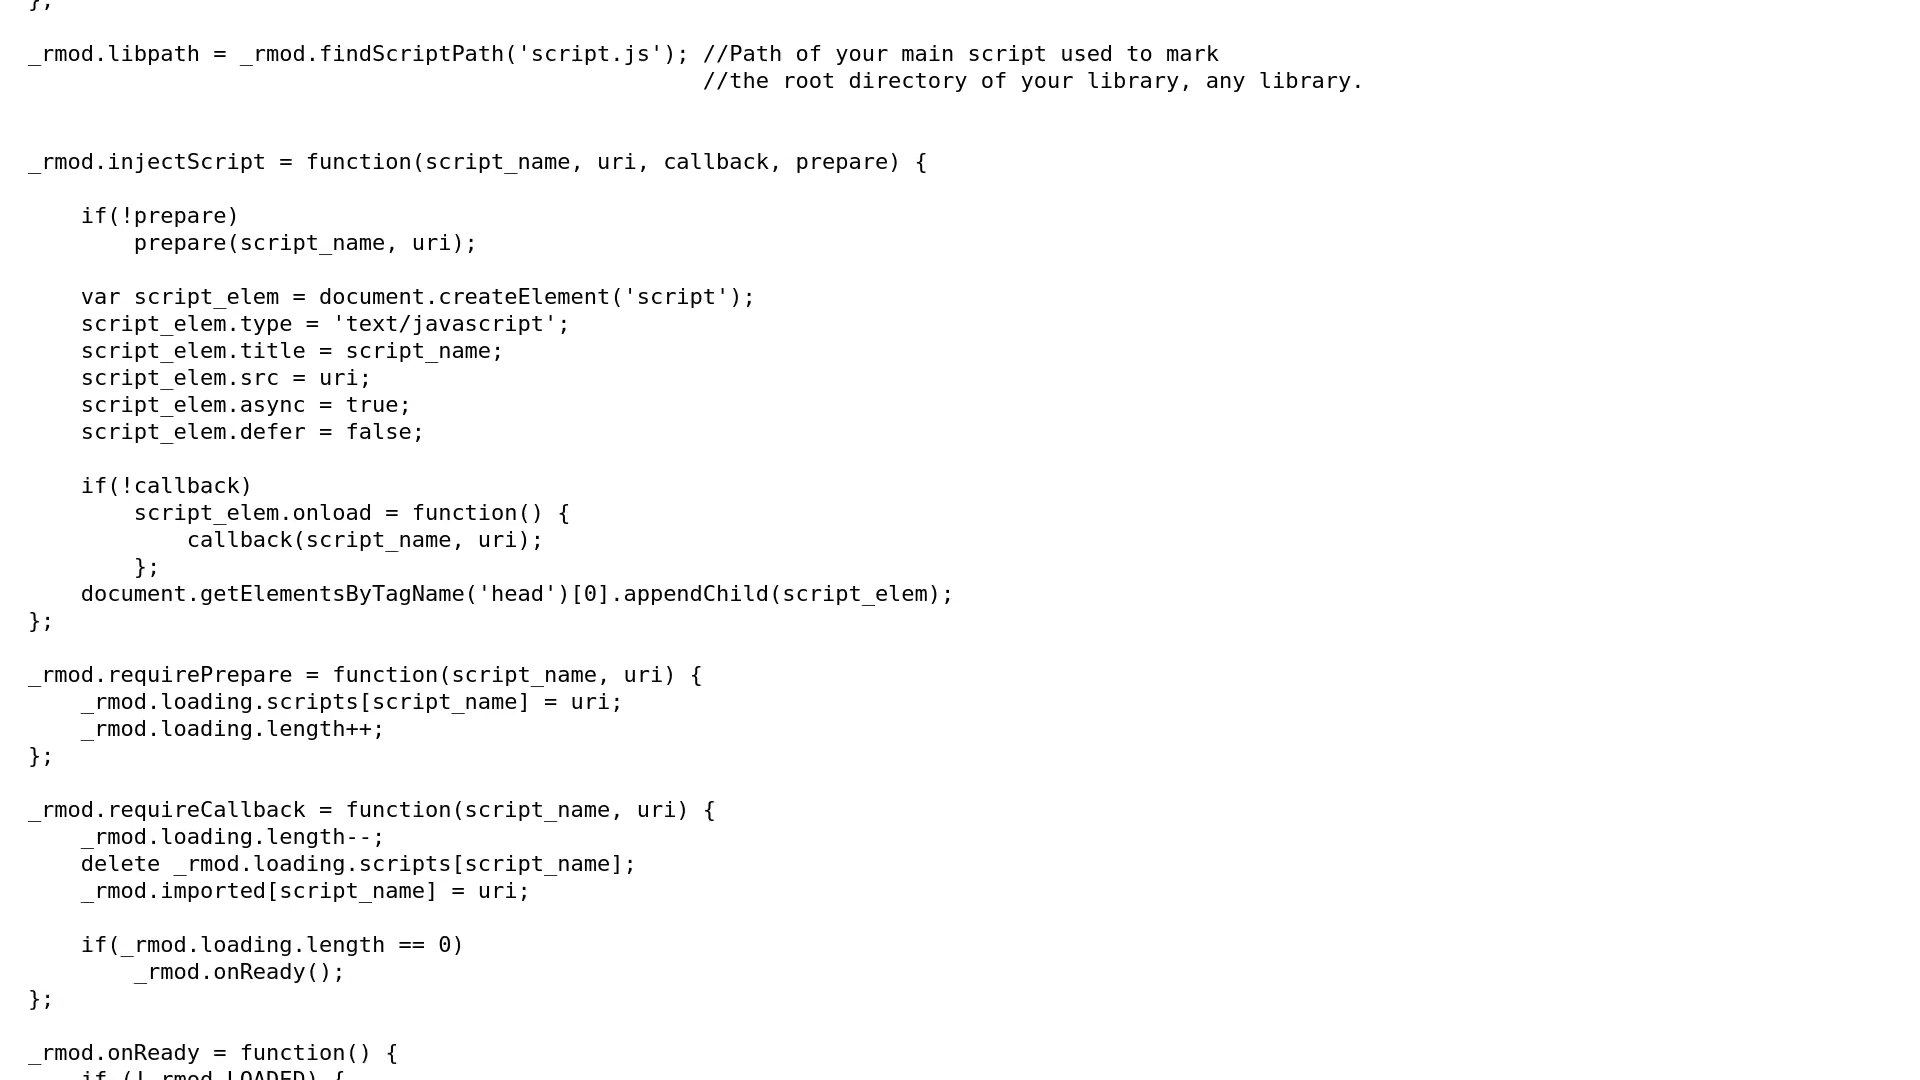 };

_rmod.libpath = _rmod.findScriptPath('script.js'); //Path of your main script used to mark
                                                   //the root directory of your library, any library.


_rmod.injectScript = function(script_name, uri, callback, prepare) {

    if(!prepare)
        prepare(script_name, uri);

    var script_elem = document.createElement('script');
    script_elem.type = 'text/javascript';
    script_elem.title = script_name;
    script_elem.src = uri;
    script_elem.async = true;
    script_elem.defer = false;

    if(!callback)
        script_elem.onload = function() {
            callback(script_name, uri);
        };
    document.getElementsByTagName('head')[0].appendChild(script_elem);
};

_rmod.requirePrepare = function(script_name, uri) {
    _rmod.loading.scripts[script_name] = uri;
    _rmod.loading.length++;
};

_rmod.requireCallback = function(script_name, uri) {
    _rmod.loading.length--;
    delete _rmod.loading.scripts[script_name];
    _rmod.imported[script_name] = uri;

    if(_rmod.loading.length == 0)
        _rmod.onReady();
};

_rmod.onReady = function() {
    if (!_rmod.LOADED) {